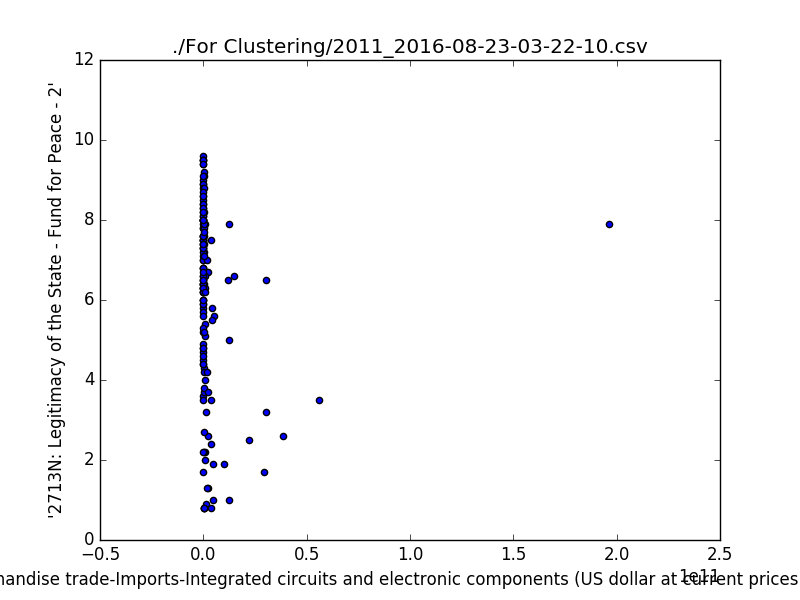 ./For Clustering/2011_2016-08-23-03-22-10.csv
12
10
8
6
4
2
0
'2713N: Legitimacy of the State - Fund for Peace - 2'
−0.5 0.0 0.5 1.0 1.5 2.0 2.5
1e11
trade-Imports-Integrated circuits and electronic components (US dollar at current prices